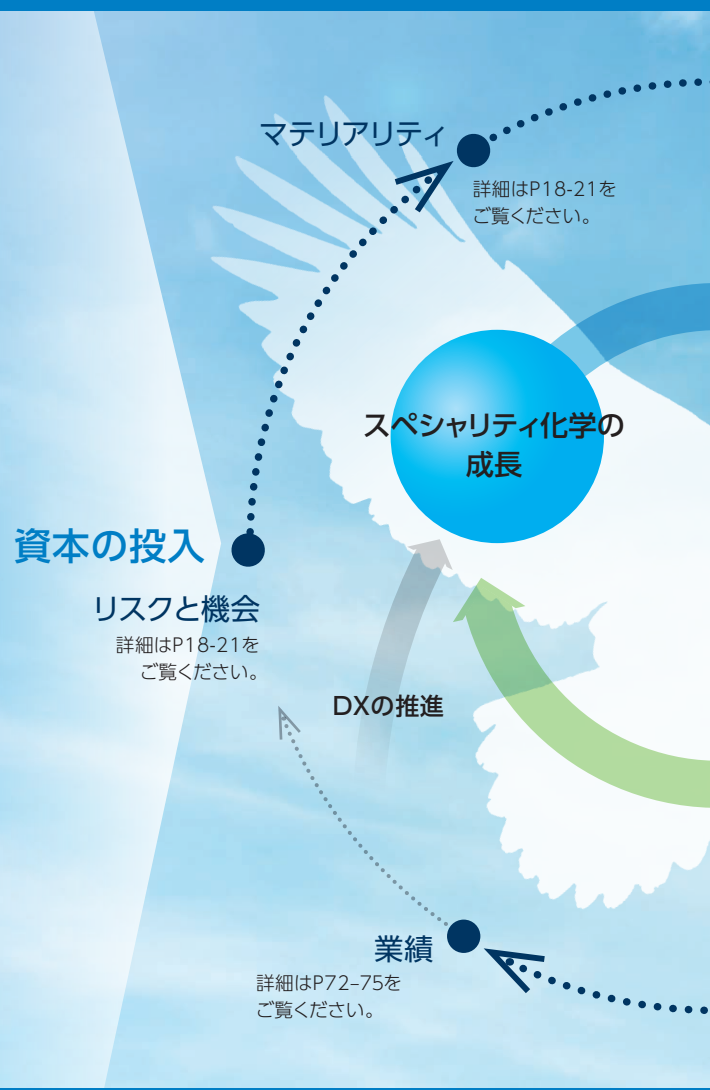 マテリアリティ
詳細はP18-21を
ご覧ください。
スペシャリティ化学の
成長
資本の投入
リスクと機会
詳細はP18-21を
ご覧ください。
DXの推進
業績
詳細はP72–75を
ご覧ください。